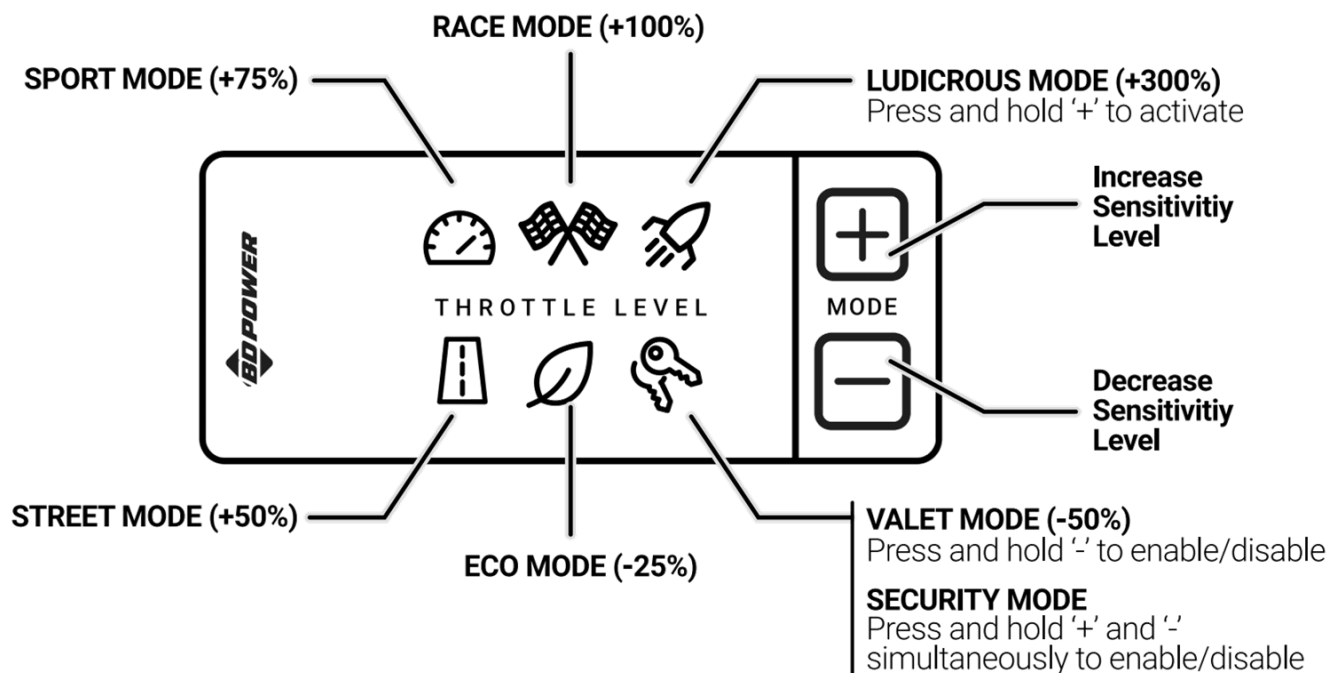 RACE MODE (+100%)
SPORT MODE (+75%)
LUDICROUS MODE (+300%)
Press and hold ‘+’ to activate
Increase
Sensitivitiy
Level
BD POWER
THROTTLE LEVEL
MODE
Decrease
Sensitivitiy
Level
STREET MODE (+50%)
ECO MODE (-25%)
VALET MODE (-50%)
Press and hold ‘-’ to enable/disable
SECURITY MODE
Press and hold ‘+’ and ‘-’
simultaneously to enable/disable